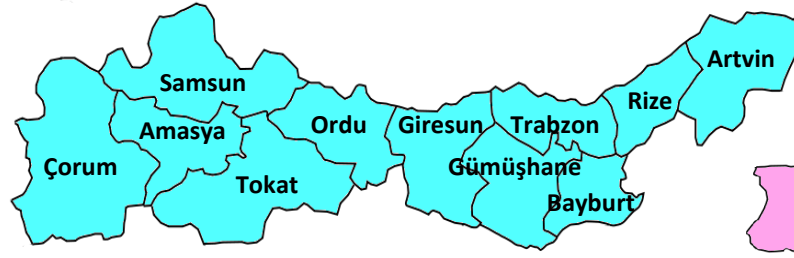 Artvin
Samsun
Rize
Amasya
Ordu
Giresun
Trabzon
Çorum
Gümüşhane
Tokat
Bayburt